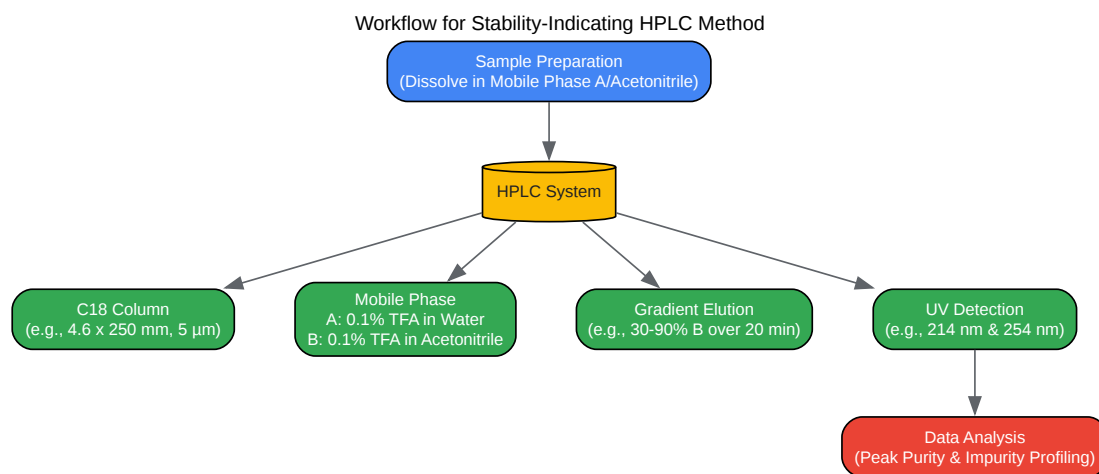 Workflow for Stability-Indicating HPLC Method
Sample Preparation
(Dissolve in Mobile Phase A/Acetonitrile)
HPLC System
C18 Column
(e.g., 4.6 x 250 mm, 5 µm)
Mobile Phase
A: 0.1% TFA in Water
B: 0.1% TFA in Acetonitrile
Gradient Elution
(e.g., 30-90% B over 20 min)
UV Detection
(e.g., 214 nm & 254 nm)
Data Analysis
(Peak Purity & Impurity Profiling)